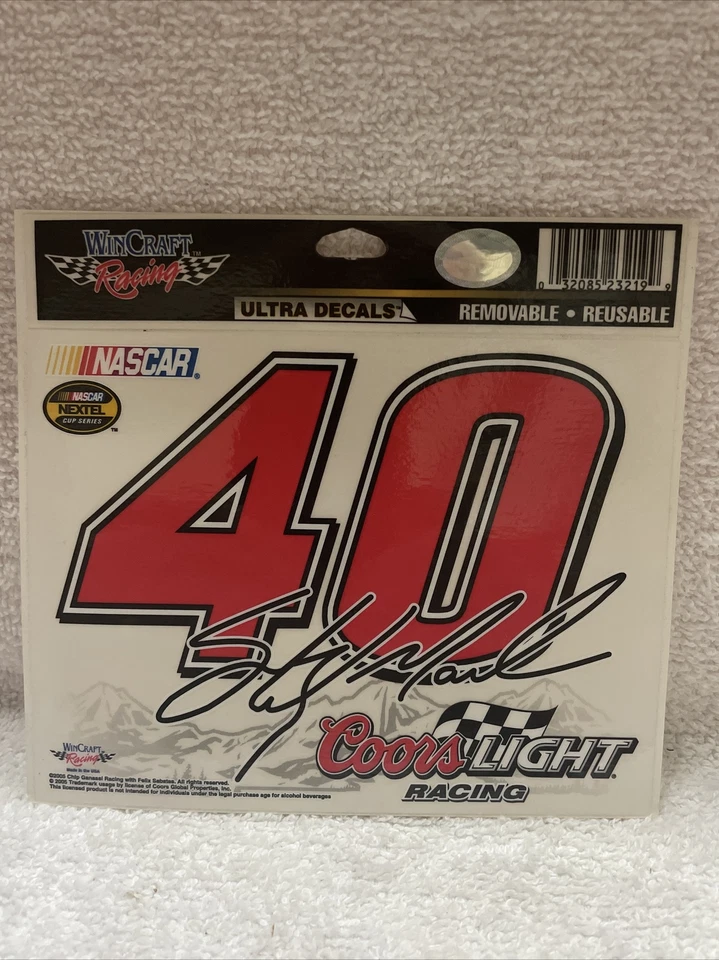 WINCRAFT™
Racing
0 32085 23219 9
ULTRA DECALS
REMOVABLE • REUSABLE
NASCAR®
NASCAR
NEXTEL
CUP SERIES
™
40
Coors LIGHT®
RACING
WINCRAFT
Racing
Made in the USA
©2005 Chip Ganassi Racing with Felix Sabates. All rights reserved.
© 2005 Trademark usage by license of Coors Global Properties, Inc.
This licensed product is not intended for individuals under the legal purchase age for alcohol beverages